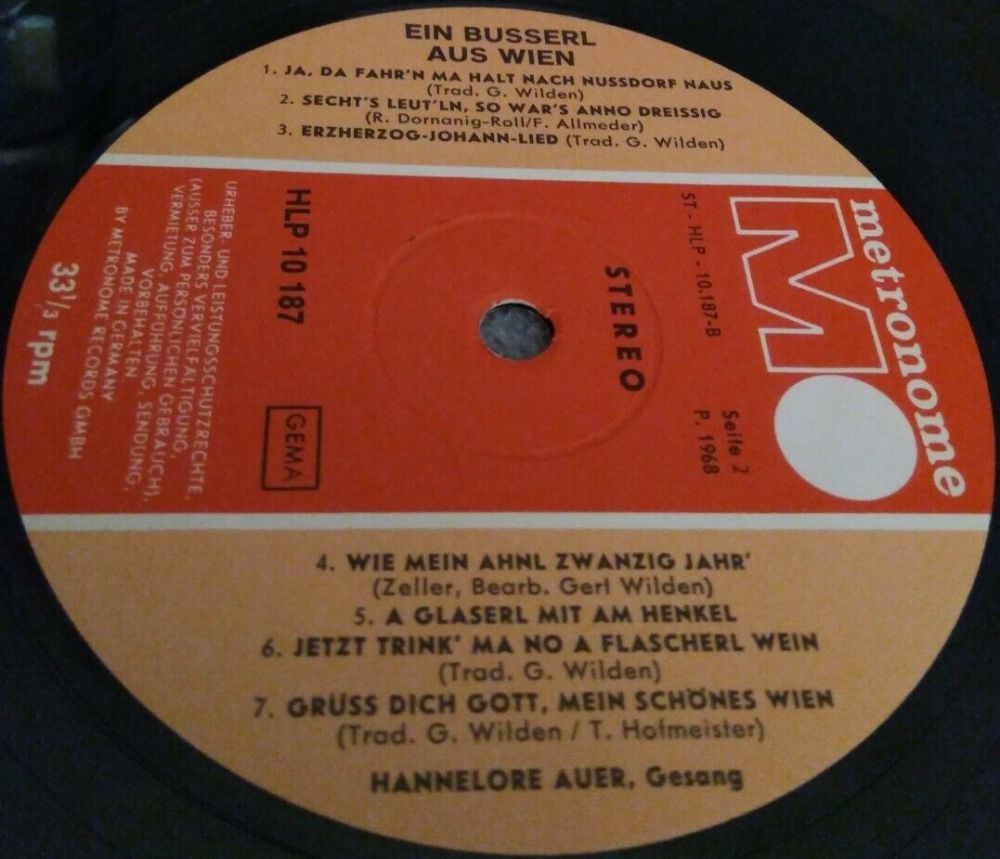 EIN BUSSERL
AUS WIEN
1. JA, DA FAHR'N MA HALT NACH NUSSDORF NAUS
(Trad. G. Wilden)
2. SECHT'S LEUT'LN, SO WAR'S ANNO DREISSIG
(R. Dornanig-Roll/F. Allmeder)
3. ERZHERZOG-JOHANN-LIED (Trad. G. Wilden)
metronome
M
ST - HLP - 10.187-B
Seite 2
P. 1968
STEREO
HLP 10 187
GEMA
URHEBER- UND LEISTUNGSSCHUTZRECHTE,
BESONDERS VERVIELFÄLTIGUNG,
(AUSSER ZUM PERSÖNLICHEN GEBRAUCH),
VERMIETUNG, AUFFÜHRUNG, SENDUNG,
VORBEHALTEN
MADE IN GERMANY
BY METRONOME RECORDS GMBH
33 1/3 rpm
4. WIE MEIN AHNL ZWANZIG JAHR'
(Zeller, Bearb. Gert Wilden)
5. A GLASERL MIT AM HENKEL
6. JETZT TRINK' MA NO A FLASCHERL WEIN
(Trad. G. Wilden)
7. GRÜSS DICH GOTT, MEIN SCHÖNES WIEN
(Trad. G. Wilden / T. Hofmeister)
HANNELORE AUER, Gesang